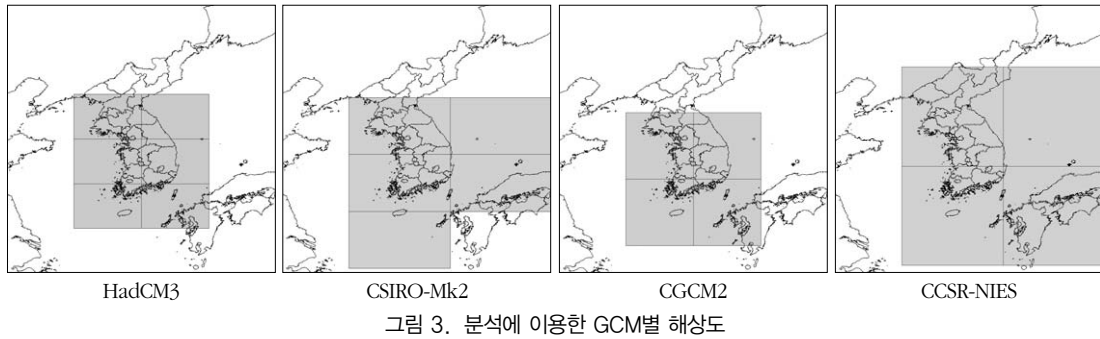 HadCM3 CSIRO-Mk2 CGCM2 CCSR-NIES
그림 3. 분석에 이용한 GCM별 해상도